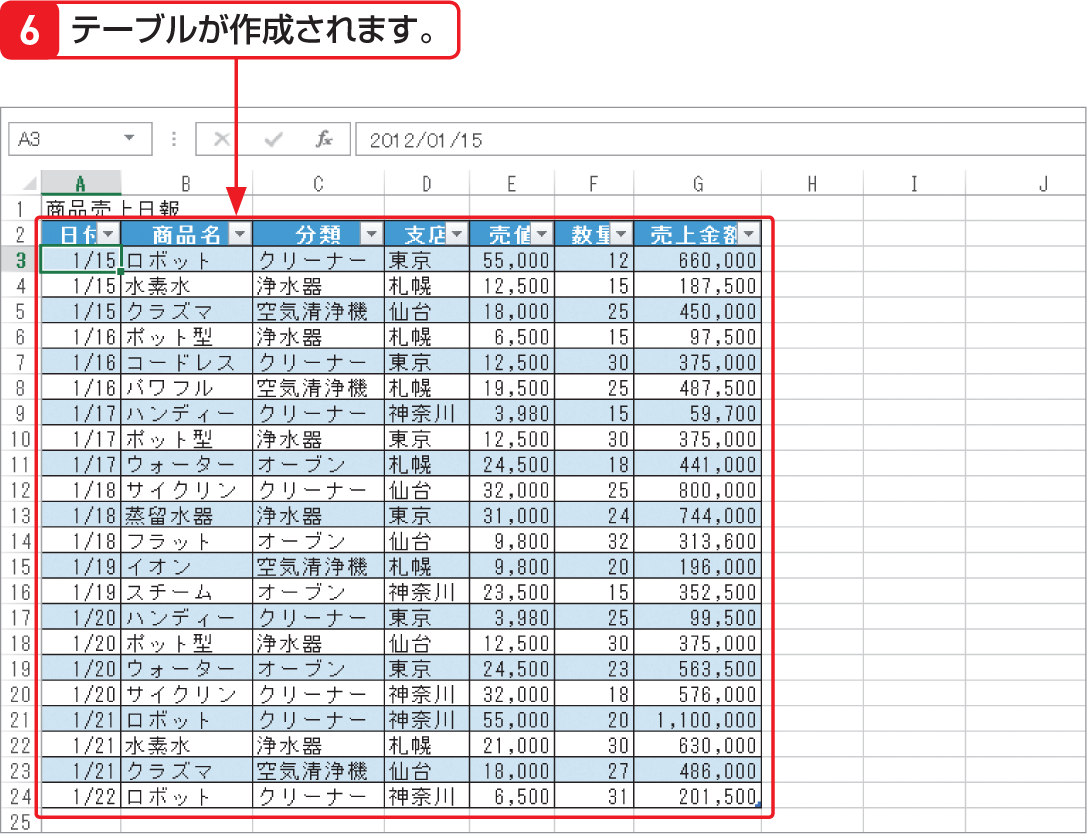 6 テーブルが作成されます。
A3 fx 2012/01/15
A B C D E F G H I J
1 商品売上日報
2 日付 商品名 分類 支店 売価 数量 売上金額
3 1/15 ロボット クリーナー 東京 55,000 12 660,000
4 1/15 水素水 浄水器 札幌 12,500 15 187,500
5 1/15 クラズマ 空気清浄機 仙台 18,000 25 450,000
6 1/16 ポット型 浄水器 札幌 6,500 15 97,500
7 1/16 コードレス クリーナー 東京 12,500 30 375,000
8 1/16 パワフル 空気清浄機 札幌 19,500 25 487,500
9 1/17 ハンディー クリーナー 神奈川 3,980 15 59,700
10 1/17 ポット型 浄水器 東京 12,500 30 375,000
11 1/17 ウォーター オーブン 札幌 24,500 18 441,000
12 1/18 サイクリン クリーナー 仙台 32,000 25 800,000
13 1/18 蒸留水器 浄水器 東京 31,000 24 744,000
14 1/18 フラット オーブン 仙台 9,800 32 313,600
15 1/19 イオン 空気清浄機 札幌 9,800 20 196,000
16 1/19 スチーム オーブン 神奈川 23,500 15 352,500
17 1/20 ハンディー クリーナー 東京 3,980 25 99,500
18 1/20 ポット型 浄水器 仙台 12,500 30 375,000
19 1/20 ウォーター オーブン 東京 24,500 23 563,500
20 1/20 サイクリン クリーナー 神奈川 32,000 18 576,000
21 1/21 ロボット クリーナー 神奈川 55,000 20 1,100,000
22 1/21 水素水 浄水器 札幌 21,000 30 630,000
23 1/21 クラズマ 空気清浄機 仙台 18,000 27 486,000
24 1/22 ロボット クリーナー 神奈川 6,500 31 201,500
25